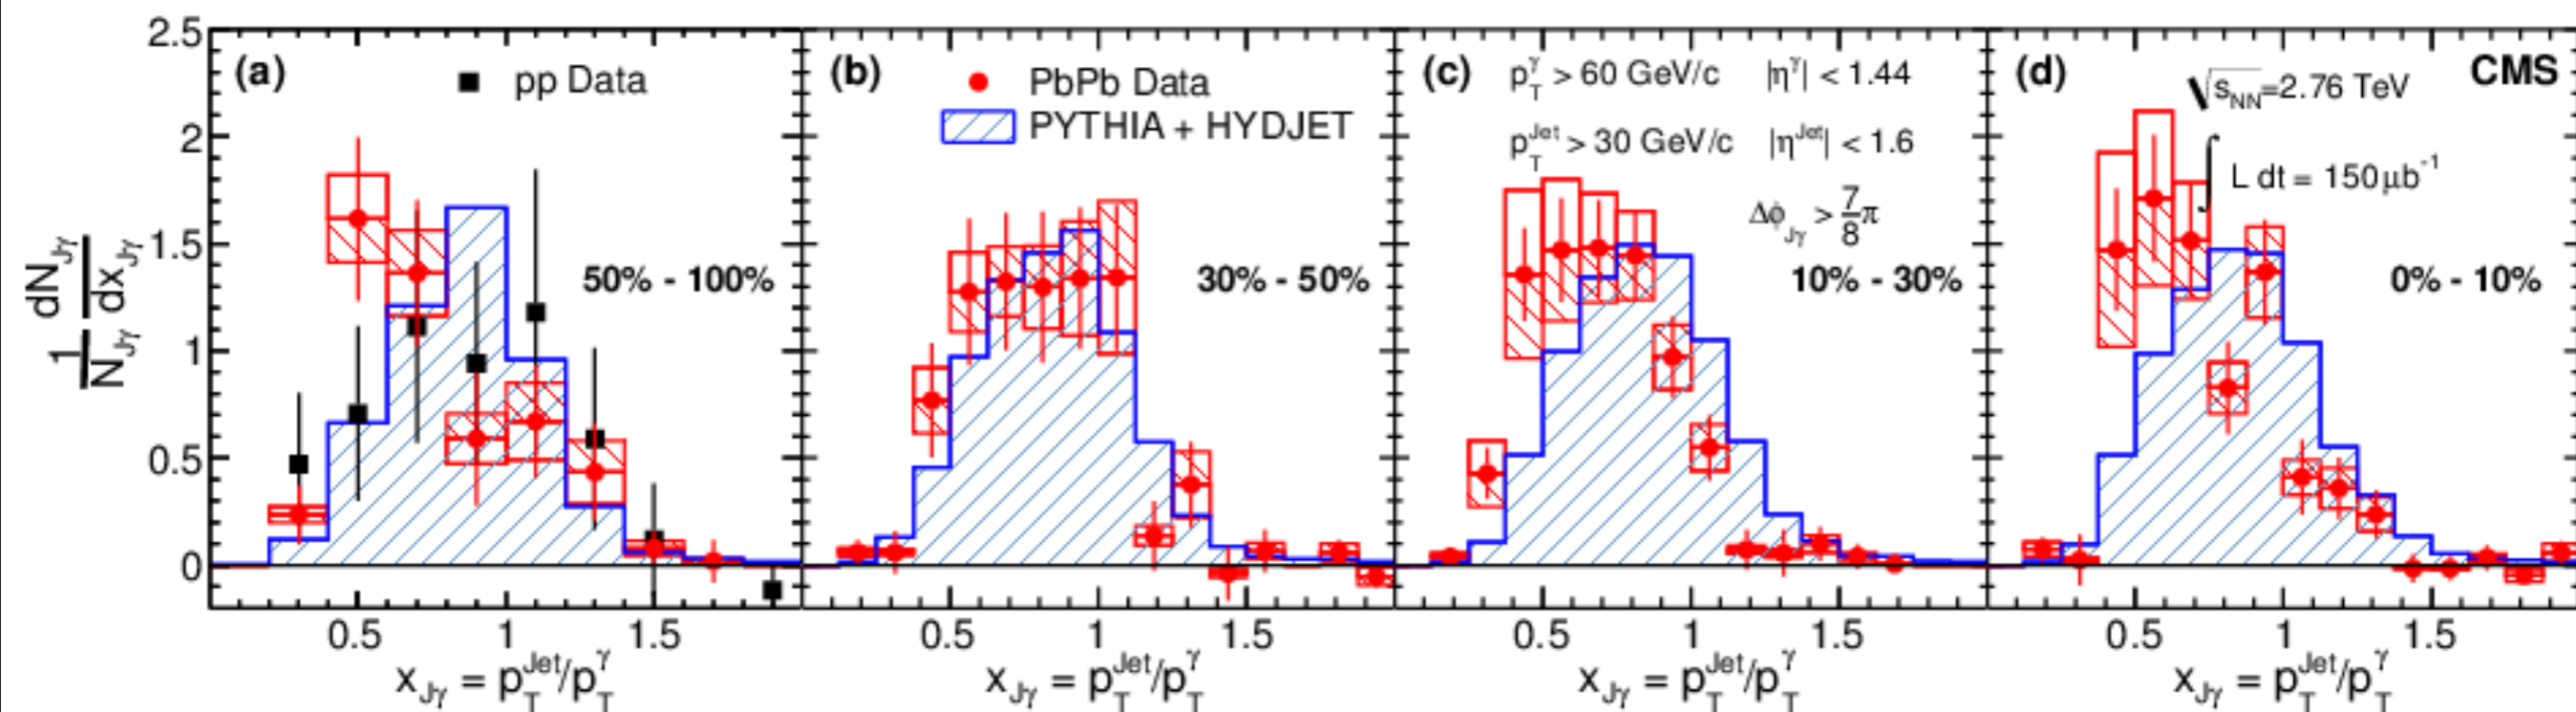 2.5
2
1.5
1
0.5
0
1/N_Jγ dN_Jγ/dx_Jγ
(a)
pp Data
50% - 100%
(b)
PbPb Data
PYTHIA + HYDJET
30% - 50%
(c)
p_T^γ > 60 GeV/c |η^γ| < 1.44
p_T^Jet > 30 GeV/c |η^Jet| < 1.6
Δϕ_Jγ > 7/8 π
10% - 30%
(d)
CMS
√s_NN=2.76 TeV
∫ L dt = 150μb^-1
0% - 10%
0.5 1 1.5
0.5 1 1.5
0.5 1 1.5
0.5 1 1.5
x_Jγ = p_T^Jet/p_T^γ
x_Jγ = p_T^Jet/p_T^γ
x_Jγ = p_T^Jet/p_T^γ
x_Jγ = p_T^Jet/p_T^γ